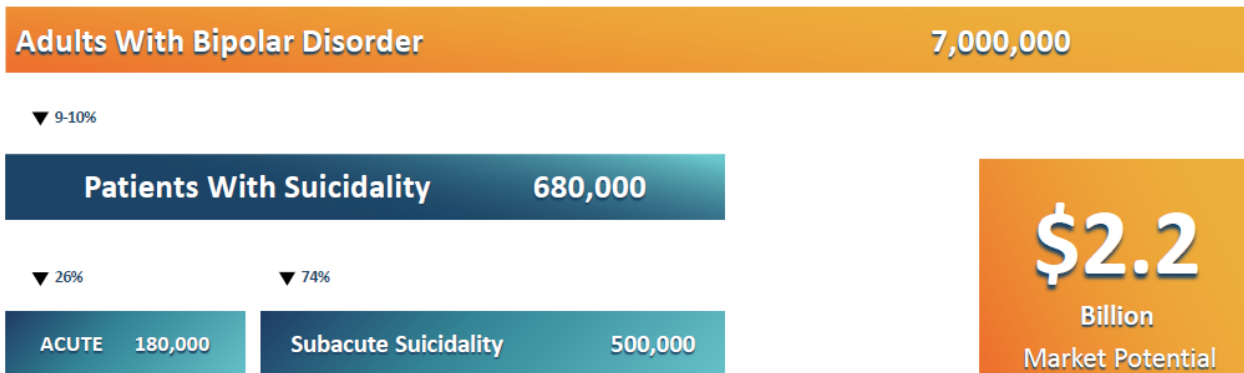 Adults With Bipolar Disorder 7,000,000
▼ 9-10%
Patients With Suicidality 680,000
▼ 26% ▼ 74%
ACUTE 180,000 Subacute Suicidality 500,000
$2.2
Billion
Market Potential